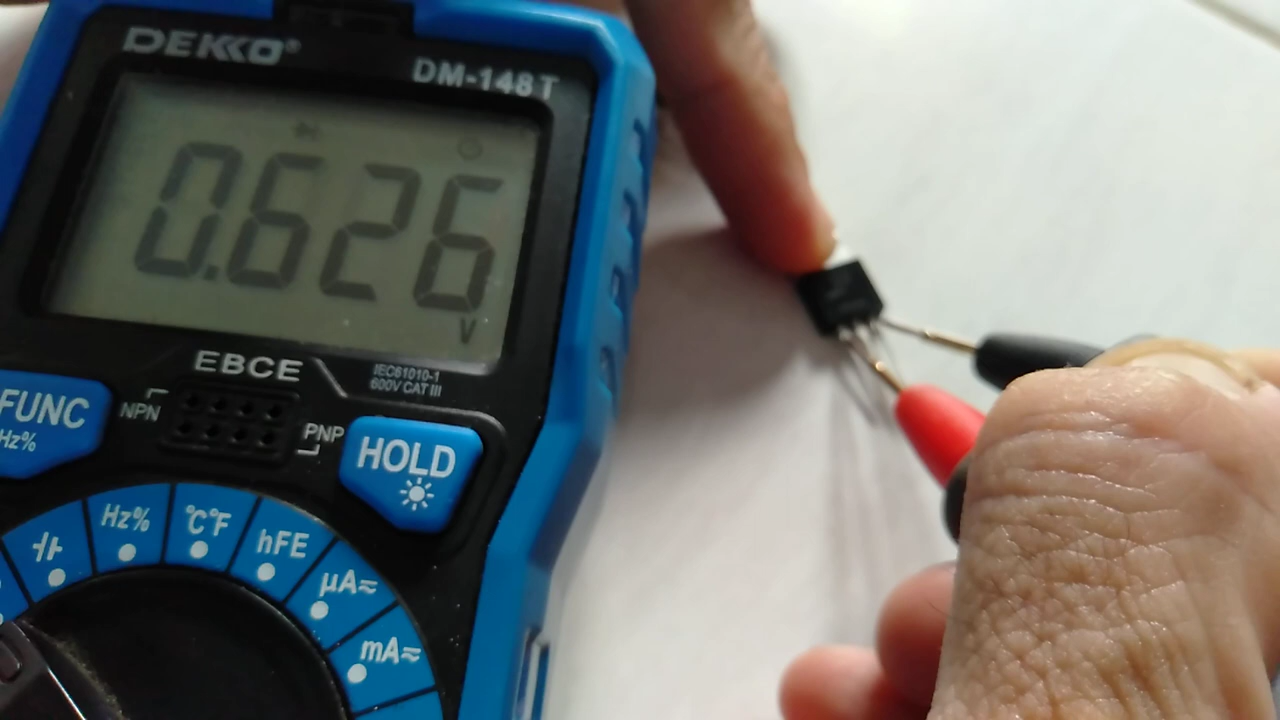 DEKKO®
DM-148T
0.626
V
EBCE
IEC61010-1
600V CAT III
FUNC
Hz%
NPN
PNP
HOLD
Hz%
°C°F
hFE
µA≂
mA≂